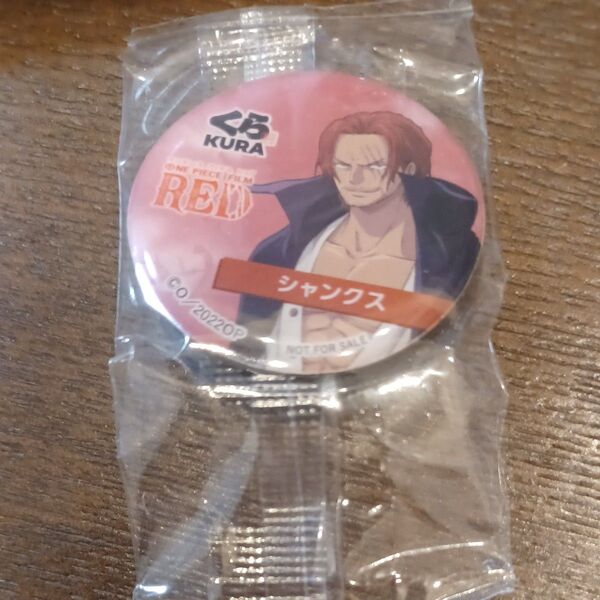 くら
KURA
ONE PIECE FILM
RED
シャンクス
©O/2022OP
NOT FOR SALE